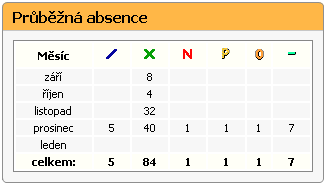 Průběžná absence
Měsíc / × N P O –
září 8
říjen 4
listopad 32
prosinec 5 40 1 1 1 7
leden
celkem: 5 84 1 1 1 7